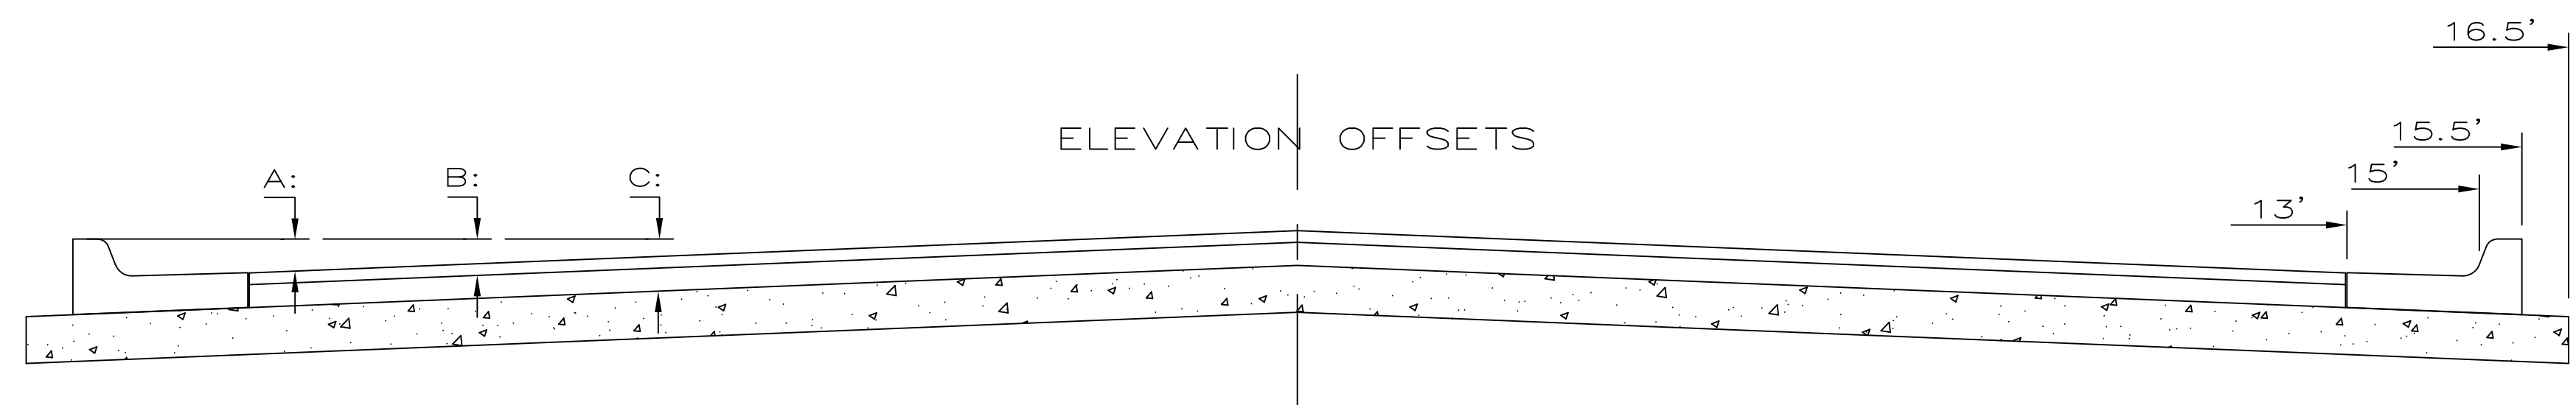 16.5’
ELEVATION OFFSETS
15.5’
15’
A: B: C:
13’